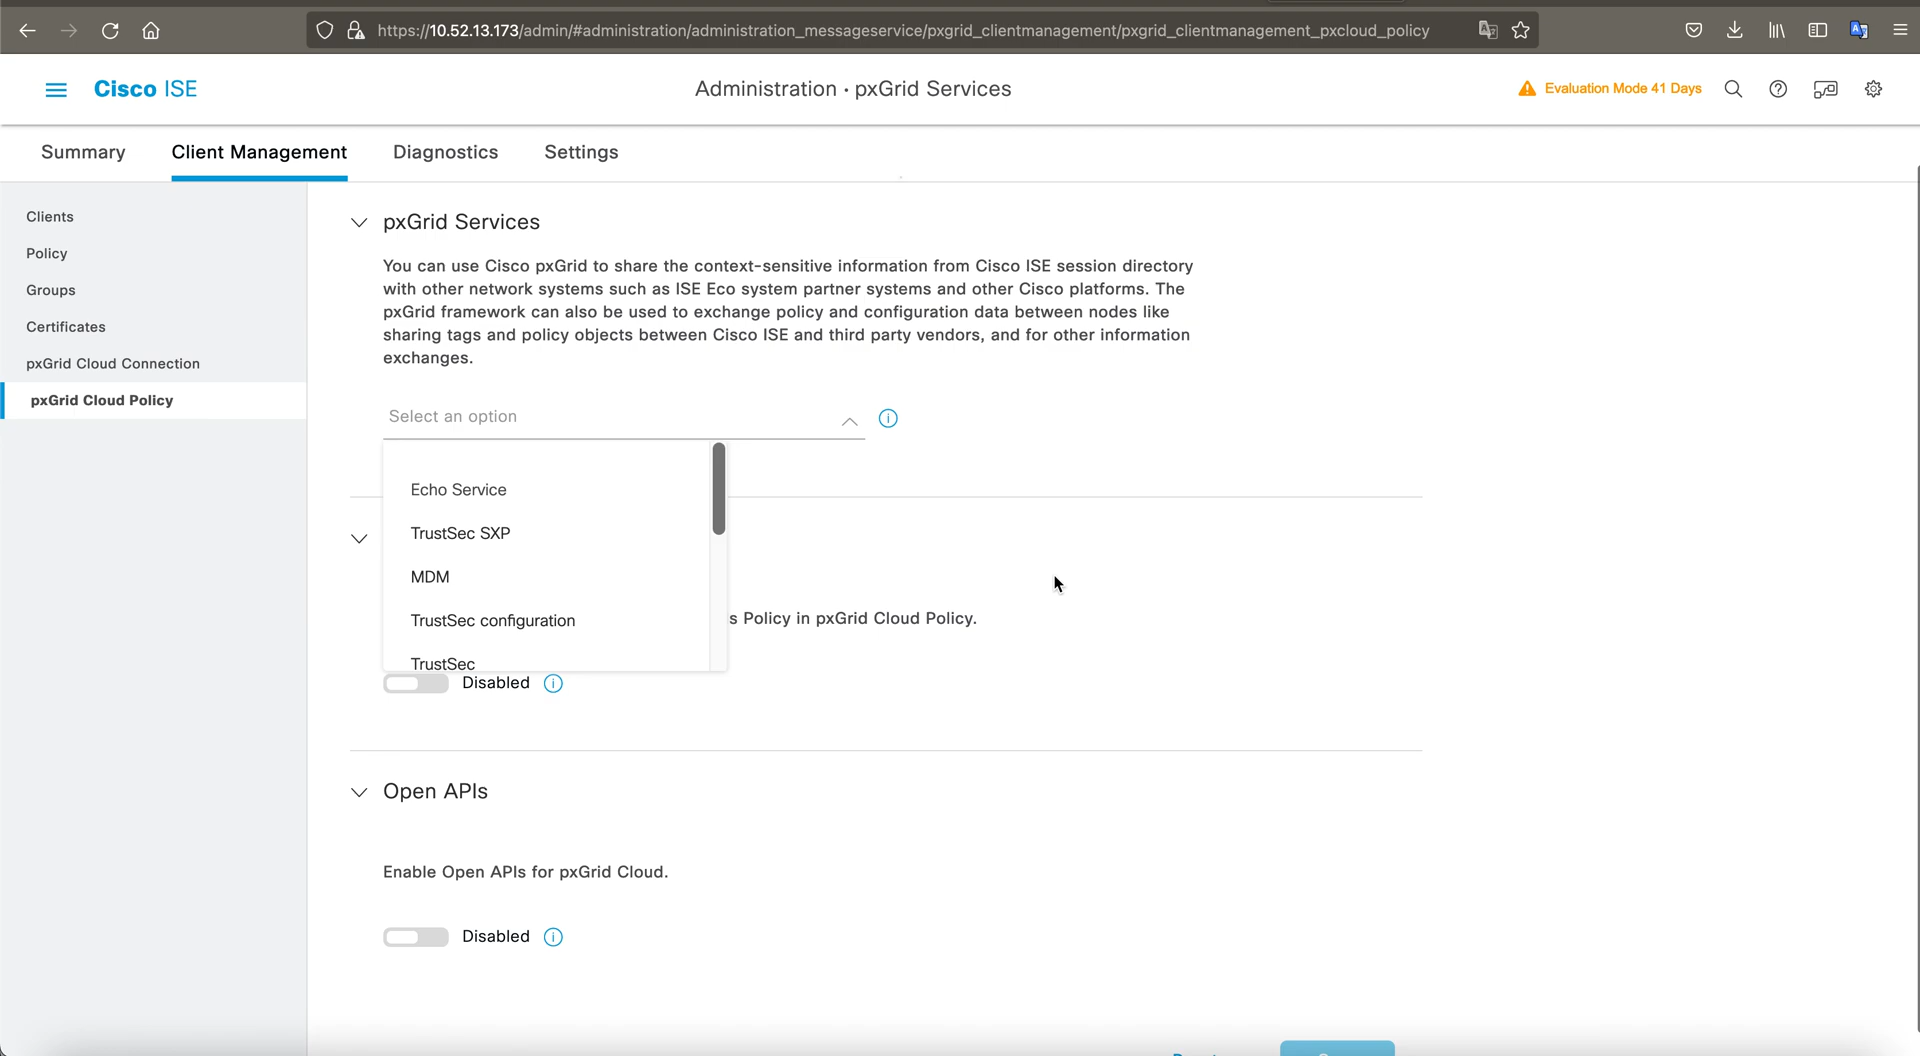 https://10.52.13.173/admin/#administration/administration_messageservice/pxgrid_clientmanagement/pxgrid_clientmanagement_pxcloud_policy
Cisco ISE
Administration · pxGrid Services
Evaluation Mode 41 Days
Summary
Client Management
Diagnostics
Settings
Clients
Policy
Groups
Certificates
pxGrid Cloud Connection
pxGrid Cloud Policy
pxGrid Services
You can use Cisco pxGrid to share the context-sensitive information from Cisco ISE session directory
with other network systems such as ISE Eco system partner systems and other Cisco platforms. The
pxGrid framework can also be used to exchange policy and configuration data between nodes like
sharing tags and policy objects between Cisco ISE and third party vendors, and for other information
exchanges.
Select an option
Echo Service
TrustSec SXP
MDM
TrustSec configuration
TrustSec
s Policy in pxGrid Cloud Policy.
Disabled
Open APIs
Enable Open APIs for pxGrid Cloud.
Disabled